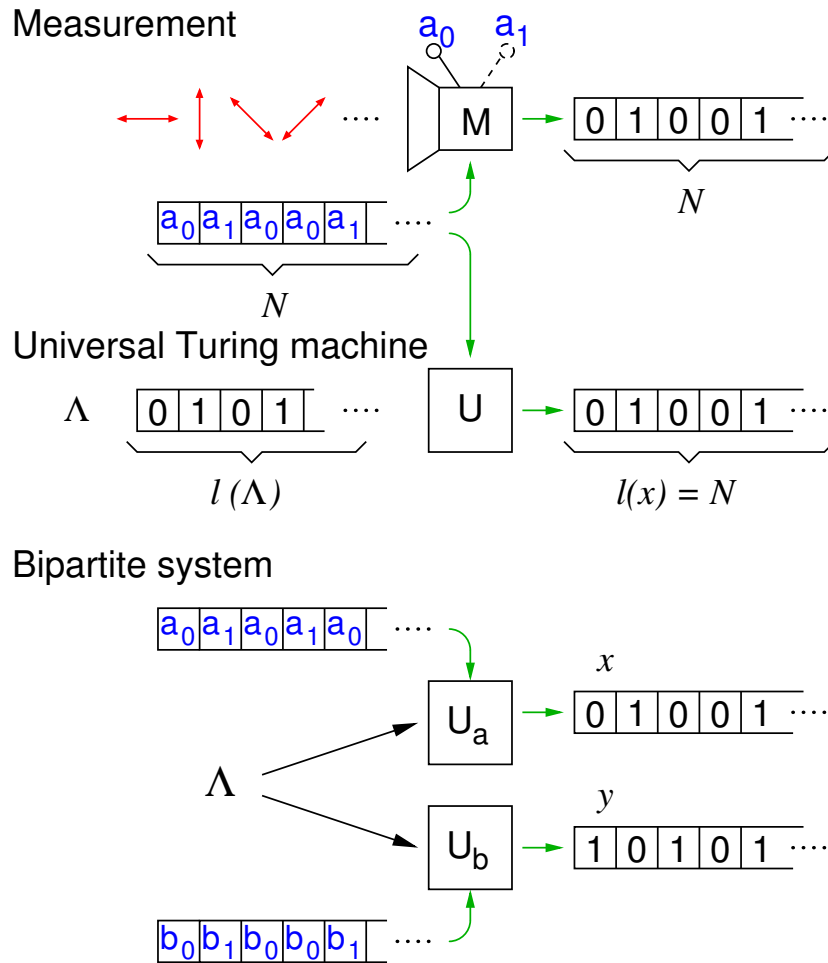 Measurement
a₀ a₁
.... M 0 1 0 0 1 ....
a₀ a₁ a₀ a₀ a₁ ....
N
N
Universal Turing machine
Λ 0 1 0 1 .... U 0 1 0 0 1 ....
l (Λ) l(x) = N
Bipartite system
a₀ a₁ a₀ a₁ a₀ ....
x
Uₐ 0 1 0 0 1 ....
Λ
y
U_b 1 0 1 0 1 ....
b₀ b₁ b₀ b₀ b₁ ....